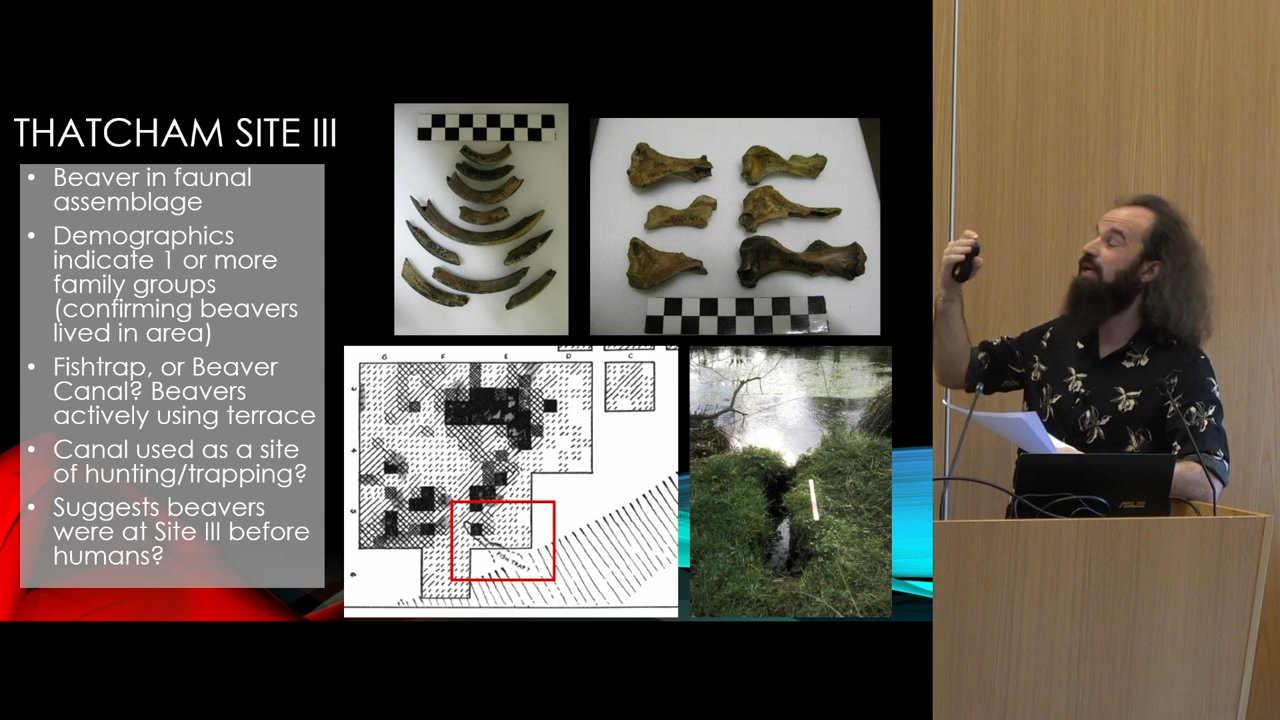 THATCHAM SITE III
• Beaver in faunal
assemblage
• Demographics
indicate 1 or more
family groups
(confirming beavers
lived in area)
• Fishtrap, or Beaver
Canal? Beavers
actively using terrace
• Canal used as a site
of hunting/trapping?
• Suggests beavers
were at Site III before
humans?
G F E D C
FISH TRAP?
ASUS